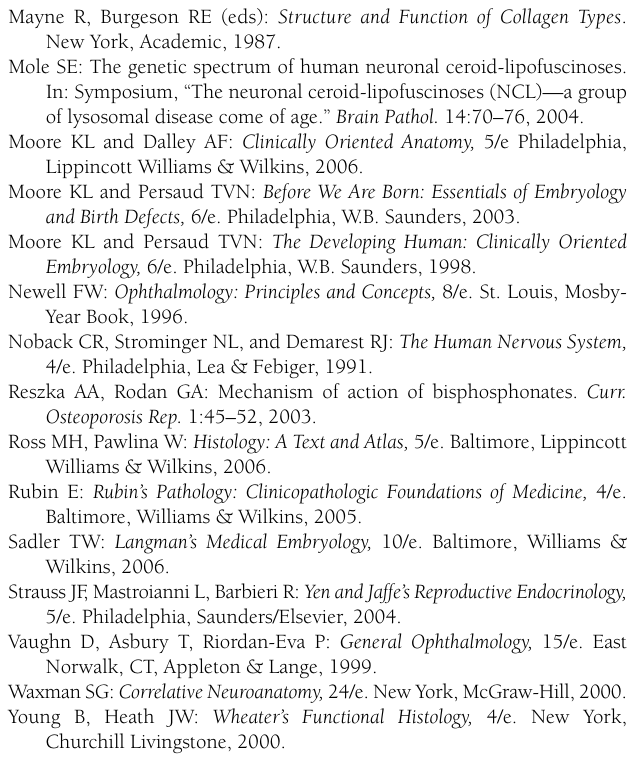 Mayne R, Burgeson RE (eds): Structure and Function of Collagen Types.
New York, Academic, 1987.
Mole SE: The genetic spectrum of human neuronal ceroid-lipofuscinoses.
In: Symposium, “The neuronal ceroid-lipofuscinoses (NCL)—a group
of lysosomal disease come of age.” Brain Pathol. 14:70–76, 2004.
Moore KL and Dalley AF: Clinically Oriented Anatomy, 5/e Philadelphia,
Lippincott Williams & Wilkins, 2006.
Moore KL and Persaud TVN: Before We Are Born: Essentials of Embryology
and Birth Defects, 6/e. Philadelphia, W.B. Saunders, 2003.
Moore KL and Persaud TVN: The Developing Human: Clinically Oriented
Embryology, 6/e. Philadelphia, W.B. Saunders, 1998.
Newell FW: Ophthalmology: Principles and Concepts, 8/e. St. Louis, Mosby-
Year Book, 1996.
Noback CR, Strominger NL, and Demarest RJ: The Human Nervous System,
4/e. Philadelphia, Lea & Febiger, 1991.
Reszka AA, Rodan GA: Mechanism of action of bisphosphonates. Curr.
Osteoporosis Rep. 1:45–52, 2003.
Ross MH, Pawlina W: Histology: A Text and Atlas, 5/e. Baltimore, Lippincott
Williams & Wilkins, 2006.
Rubin E: Rubin’s Pathology: Clinicopathologic Foundations of Medicine, 4/e.
Baltimore, Williams & Wilkins, 2005.
Sadler TW: Langman’s Medical Embryology, 10/e. Baltimore, Williams &
Wilkins, 2006.
Strauss JF, Mastroianni L, Barbieri R: Yen and Jaffe’s Reproductive Endocrinology,
5/e. Philadelphia, Saunders/Elsevier, 2004.
Vaughn D, Asbury T, Riordan-Eva P: General Ophthalmology, 15/e. East
Norwalk, CT, Appleton & Lange, 1999.
Waxman SG: Correlative Neuroanatomy, 24/e. New York, McGraw-Hill, 2000.
Young B, Heath JW: Wheater’s Functional Histology, 4/e. New York,
Churchill Livingstone, 2000.